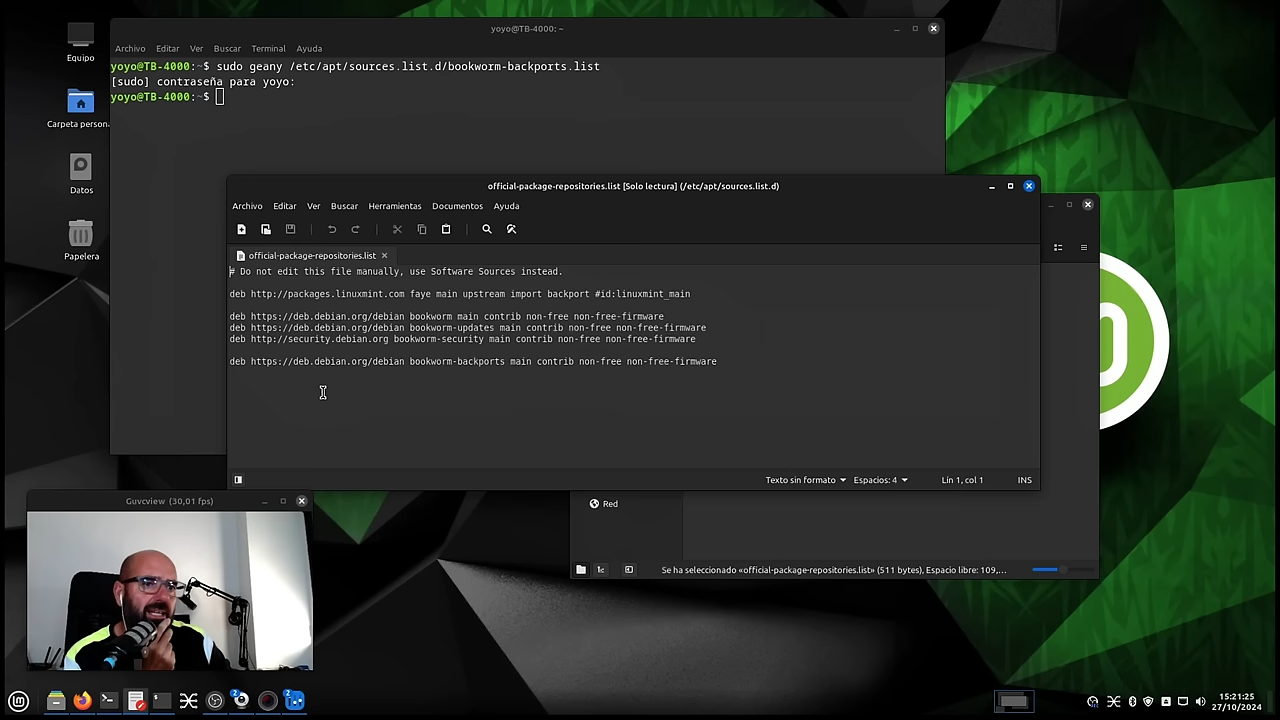 yoyo@TB-4000: ~
Equipo
Archivo Editar Ver Buscar Terminal Ayuda
yoyo@TB-4000:~$ sudo geany /etc/apt/sources.list.d/bookworm-backports.list
[sudo] contraseña para yoyo:
yoyo@TB-4000:~$
Carpeta person
Datos
Papelera
official-package-repositories.list [Solo lectura] (/etc/apt/sources.list.d)
Archivo Editar Ver Buscar Herramientas Documentos Ayuda
official-package-repositories.list
# Do not edit this file manually, use Software Sources instead.
deb http://packages.linuxmint.com faye main upstream import backport #id:linuxmint_main
deb https://deb.debian.org/debian bookworm main contrib non-free non-free-firmware
deb https://deb.debian.org/debian bookworm-updates main contrib non-free non-free-firmware
deb http://security.debian.org bookworm-security main contrib non-free non-free-firmware
deb https://deb.debian.org/debian bookworm-backports main contrib non-free non-free-firmware
Texto sin formato Espacios: 4 Lin 1, col 1 INS
Guvcview (30,01 fps)
Red
Se ha seleccionado «official-package-repositories.list» (511 bytes), Espacio libre: 109,…
2 2
15:21:25
27/10/2024